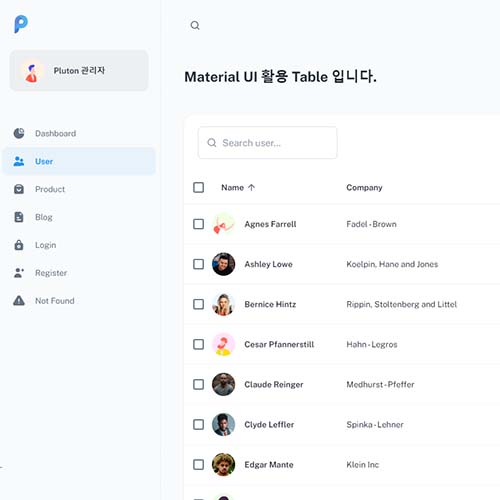 Pluton 관리자
Material UI 활용 Table 입니다.
Dashboard
User
Product
Blog
Login
Register
Not Found
Search user...
Name ↑ Company
Agnes Farrell Fadel - Brown
Ashley Lowe Koelpin, Hane and Jones
Bernice Hintz Rippin, Stoltenberg and Littel
Cesar Pfannerstill Hahn - Legros
Claude Reinger Medhurst - Pfeffer
Clyde Leffler Spinka - Lehner
Edgar Mante Klein Inc